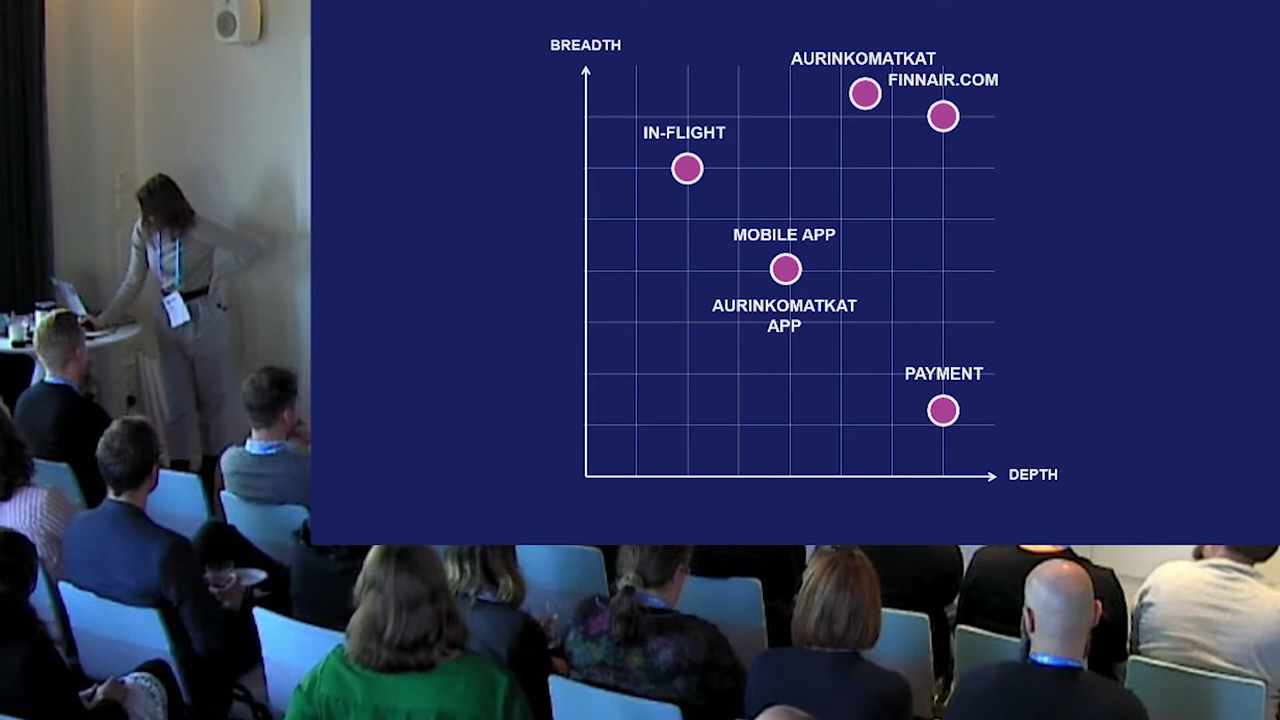 BREADTH
AURINKOMATKAT
FINNAIR.COM
IN-FLIGHT
MOBILE APP
AURINKOMATKAT
APP
PAYMENT
DEPTH